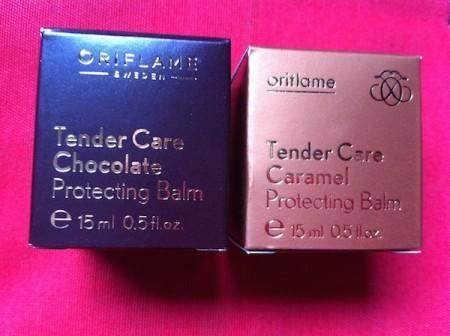 ORIFLAME
SWEDEN
Tender Care
Chocolate
Protecting Balm
e 15 ml 0.5 fl.oz.
oriflame
Tender Care
Caramel
Protecting Balm
e 15 ml 0.5 fl.oz.